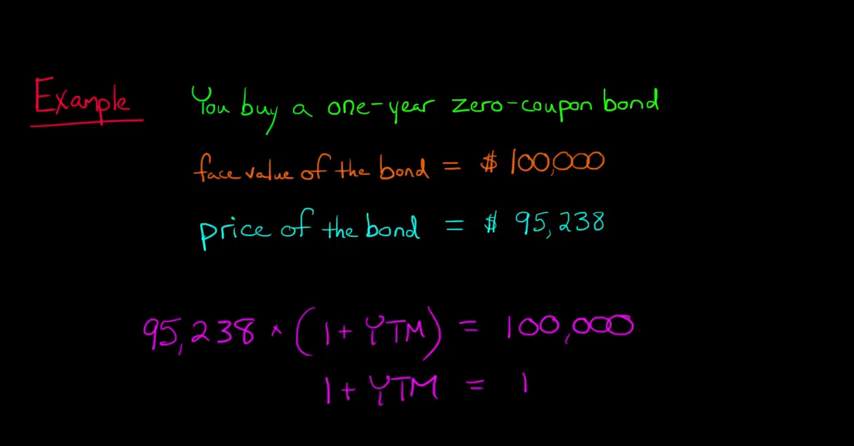 Example
You buy a one-year zero-coupon bond
face value of the bond = $ 100,000
price of the bond = $ 95,238
95,238 × (1 + YTM) = 100,000
1 + YTM = 1